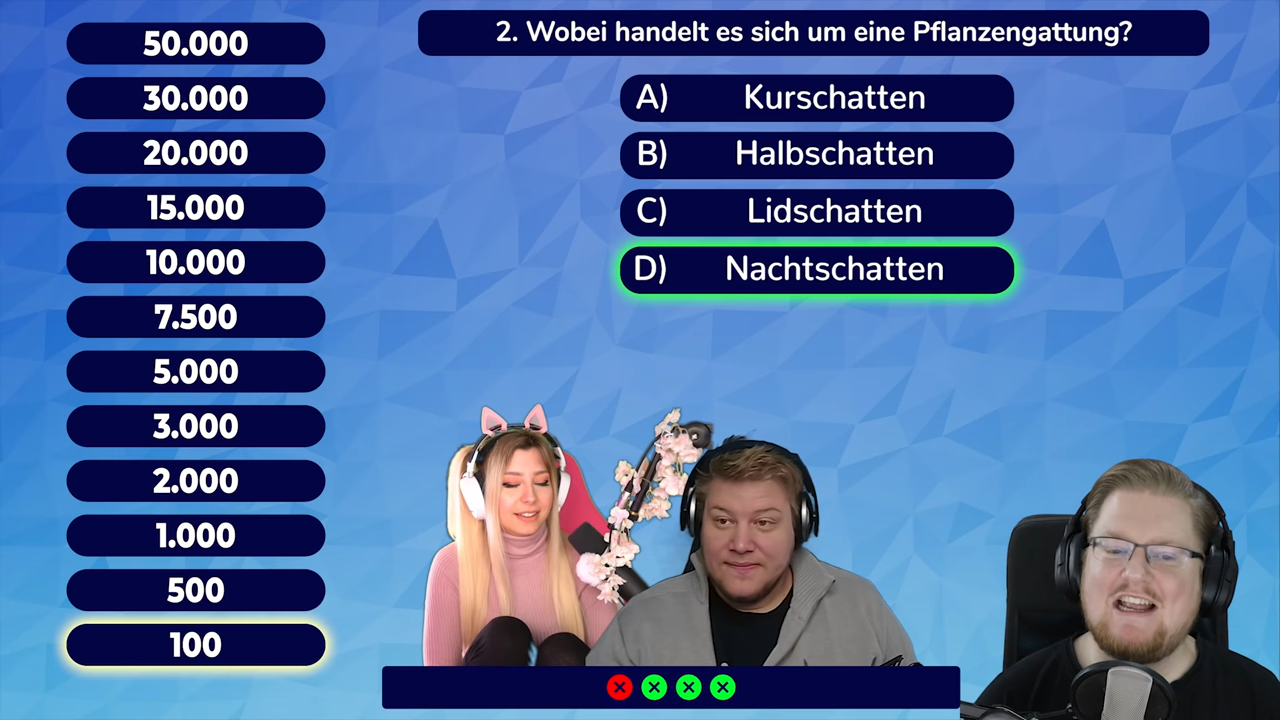 50.000
30.000
20.000
15.000
10.000
7.500
5.000
3.000
2.000
1.000
500
100
2. Wobei handelt es sich um eine Pflanzengattung?
A) Kurschatten
B) Halbschatten
C) Lidschatten
D) Nachtschatten